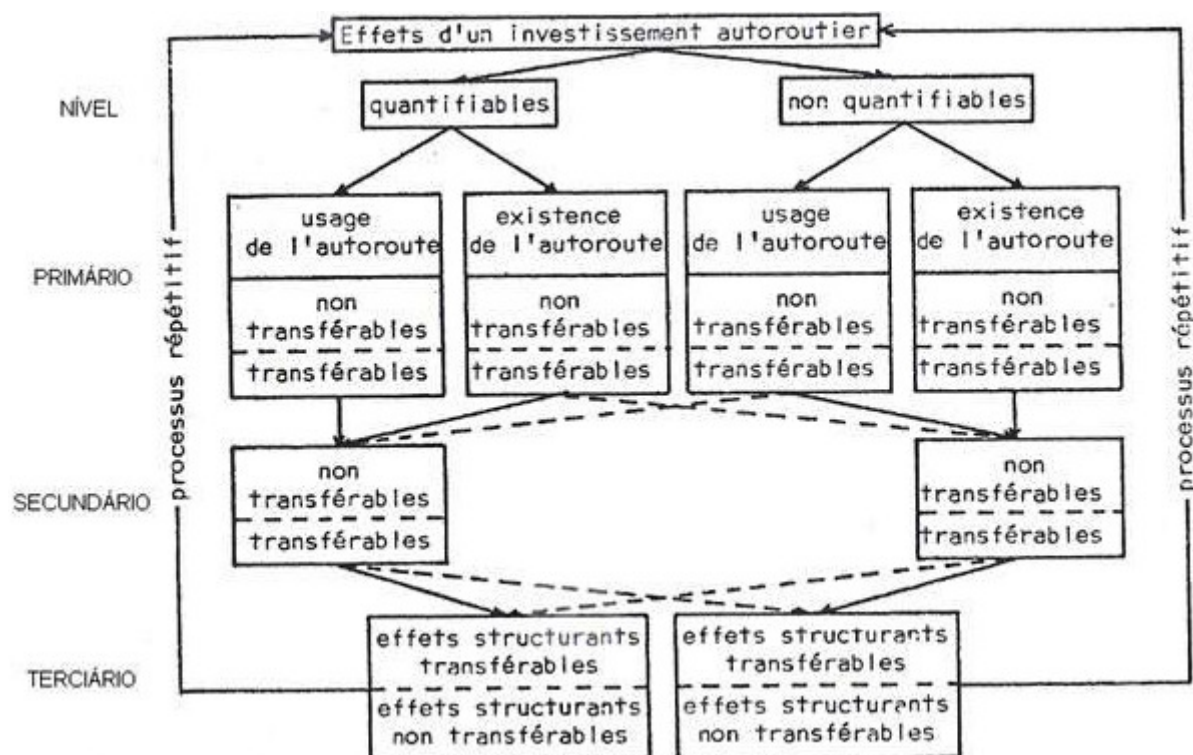 Effets d'un investissement autoroutier
NÍVEL
quantifiables
non quantifiables
PRIMÁRIO
usage
de l'autoroute
non
transférables
transférables
existence
de l'autoroute
non
transférables
transférables
usage
de l'autoroute
non
transférables
transférables
existence
de l'autoroute
non
transférables
transférables
SECUNDÁRIO
non
transférables
transférables
non
transférables
transférables
TERCIÁRIO
effets structurants
transférables
effets structurants
non transférables
effets structurants
transférables
effets structurants
non transférables
processus répétitif
processus répétitif